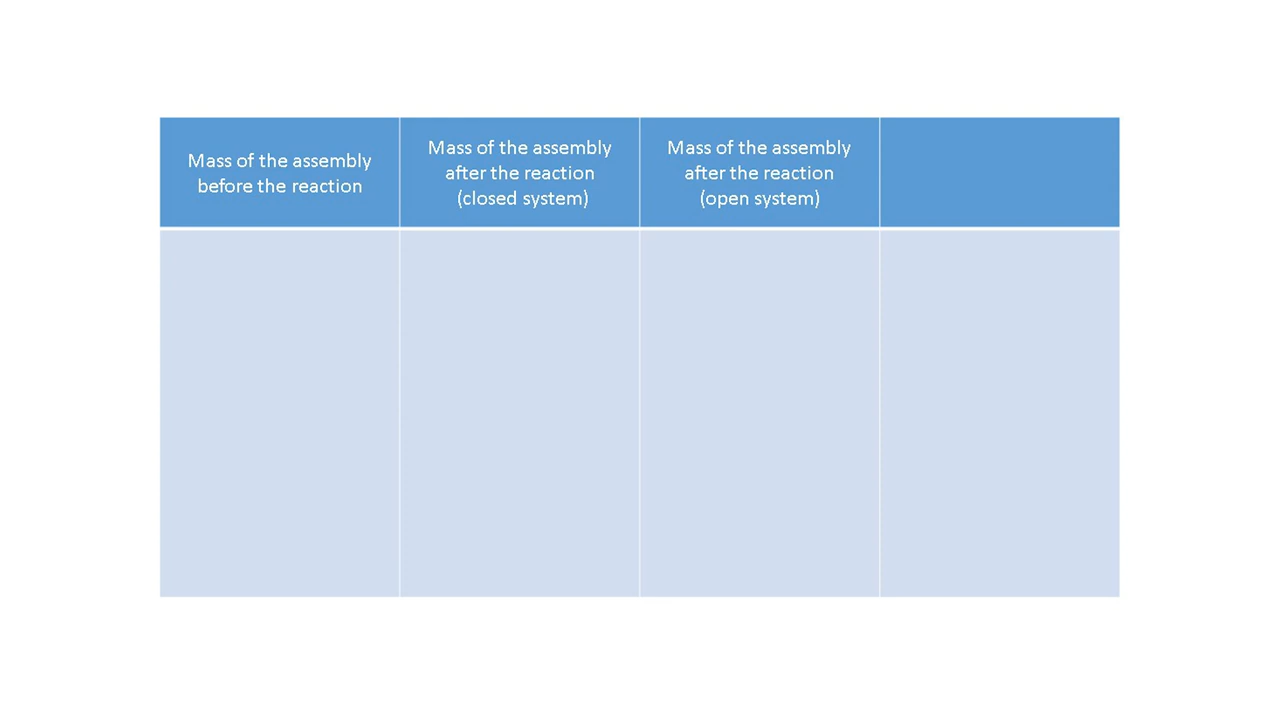 Mass of the assembly
before the reaction
Mass of the assembly
after the reaction
(closed system)
Mass of the assembly
after the reaction
(open system)